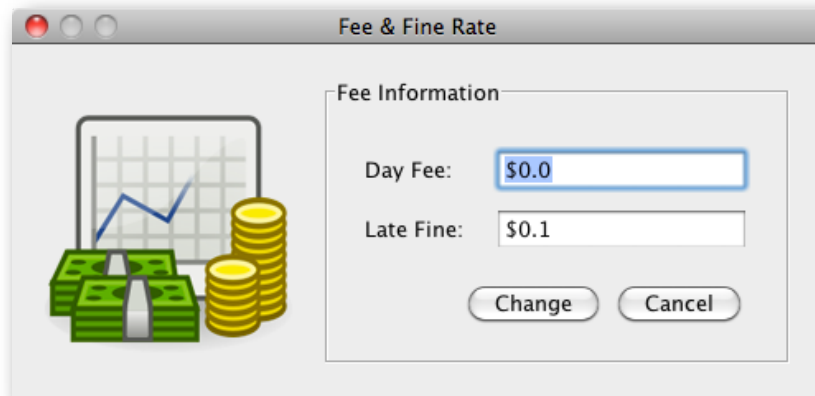 Fee & Fine Rate
Fee Information
Day Fee: $0.0
Late Fine: $0.1
Change Cancel